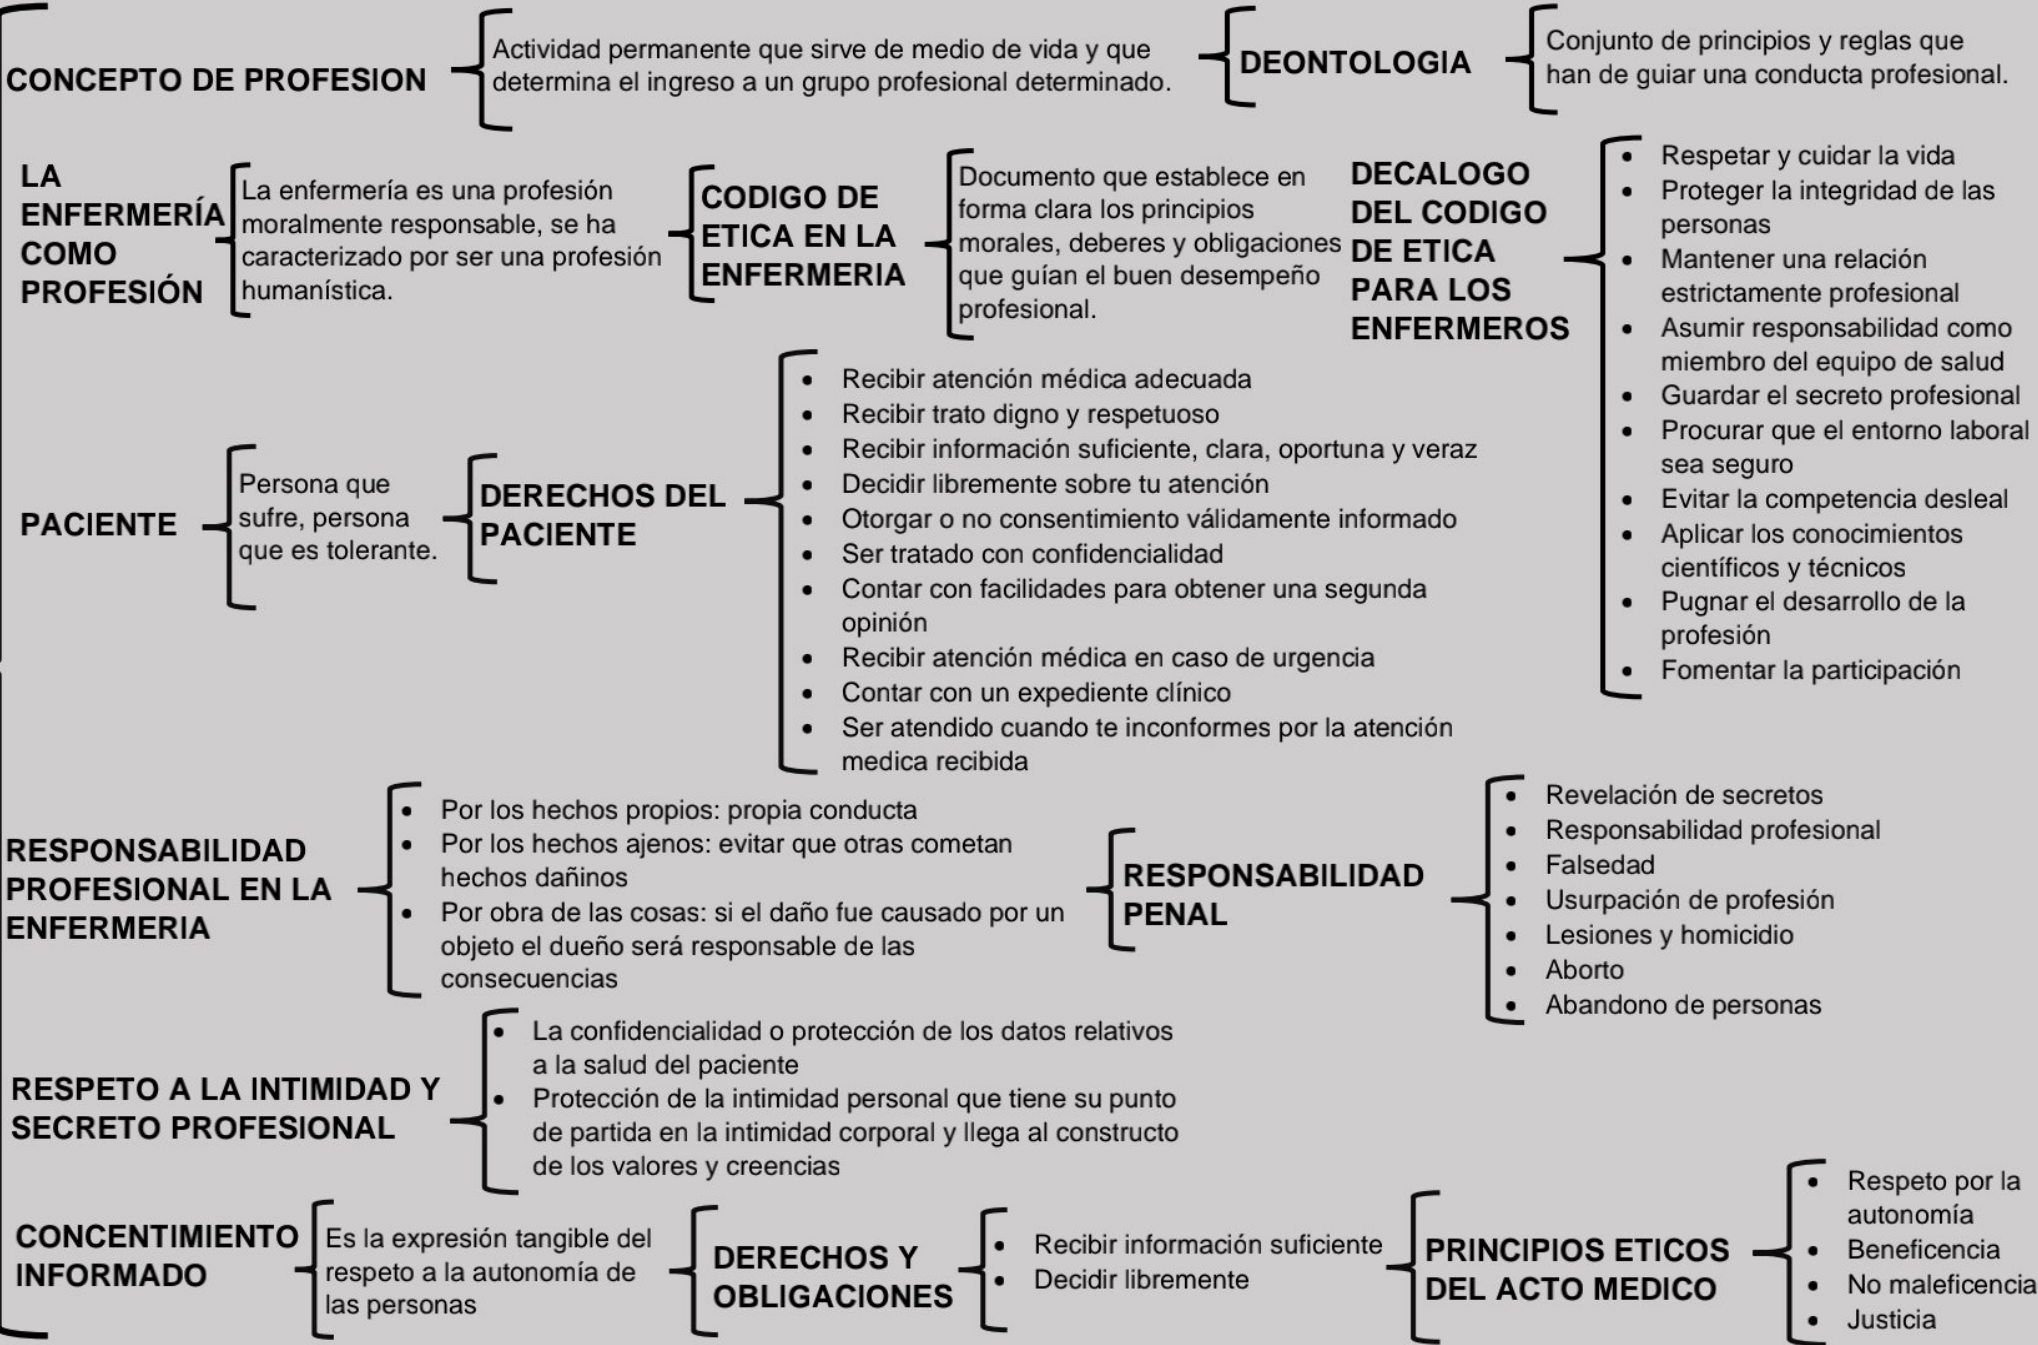 CONCEPTO DE PROFESION
Actividad permanente que sirve de medio de vida y que
determina el ingreso a un grupo profesional determinado.
DEONTOLOGIA
Conjunto de principios y reglas que
han de guiar una conducta profesional.
LA
ENFERMERÍA
COMO
PROFESIÓN
La enfermería es una profesión
moralmente responsable, se ha
caracterizado por ser una profesión
humanística.
CODIGO DE
ETICA EN LA
ENFERMERIA
Documento que establece en
forma clara los principios
morales, deberes y obligaciones
que guían el buen desempeño
profesional.
DECALOGO
DEL CODIGO
DE ETICA
PARA LOS
ENFERMEROS
• Respetar y cuidar la vida
• Proteger la integridad de las
personas
• Mantener una relación
estrictamente profesional
• Asumir responsabilidad como
miembro del equipo de salud
• Guardar el secreto profesional
• Procurar que el entorno laboral
sea seguro
• Evitar la competencia desleal
• Aplicar los conocimientos
científicos y técnicos
• Pugnar el desarrollo de la
profesión
• Fomentar la participación
PACIENTE
Persona que
sufre, persona
que es tolerante.
DERECHOS DEL
PACIENTE
• Recibir atención médica adecuada
• Recibir trato digno y respetuoso
• Recibir información suficiente, clara, oportuna y veraz
• Decidir libremente sobre tu atención
• Otorgar o no consentimiento válidamente informado
• Ser tratado con confidencialidad
• Contar con facilidades para obtener una segunda
opinión
• Recibir atención médica en caso de urgencia
• Contar con un expediente clínico
• Ser atendido cuando te inconformes por la atención
medica recibida
RESPONSABILIDAD
PROFESIONAL EN LA
ENFERMERIA
• Por los hechos propios: propia conducta
• Por los hechos ajenos: evitar que otras cometan
hechos dañinos
• Por obra de las cosas: si el daño fue causado por un
objeto el dueño será responsable de las
consecuencias
RESPONSABILIDAD
PENAL
• Revelación de secretos
• Responsabilidad profesional
• Falsedad
• Usurpación de profesión
• Lesiones y homicidio
• Aborto
• Abandono de personas
RESPETO A LA INTIMIDAD Y
SECRETO PROFESIONAL
• La confidencialidad o protección de los datos relativos
a la salud del paciente
• Protección de la intimidad personal que tiene su punto
de partida en la intimidad corporal y llega al constructo
de los valores y creencias
CONCENTIMIENTO
INFORMADO
Es la expresión tangible del
respeto a la autonomía de
las personas
DERECHOS Y
OBLIGACIONES
• Recibir información suficiente
• Decidir libremente
PRINCIPIOS ETICOS
DEL ACTO MEDICO
• Respeto por la
autonomía
• Beneficencia
• No maleficencia
• Justicia